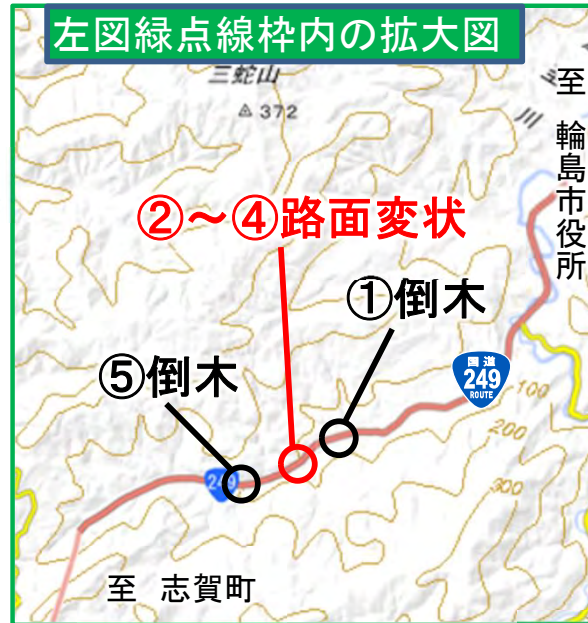 左図緑点線枠内の拡大図
三蛇山
372
至 輪島市役所
川
②～④路面変状
①倒木
⑤倒木
国道
249
ROUTE
100
200
300
249
至 志賀町